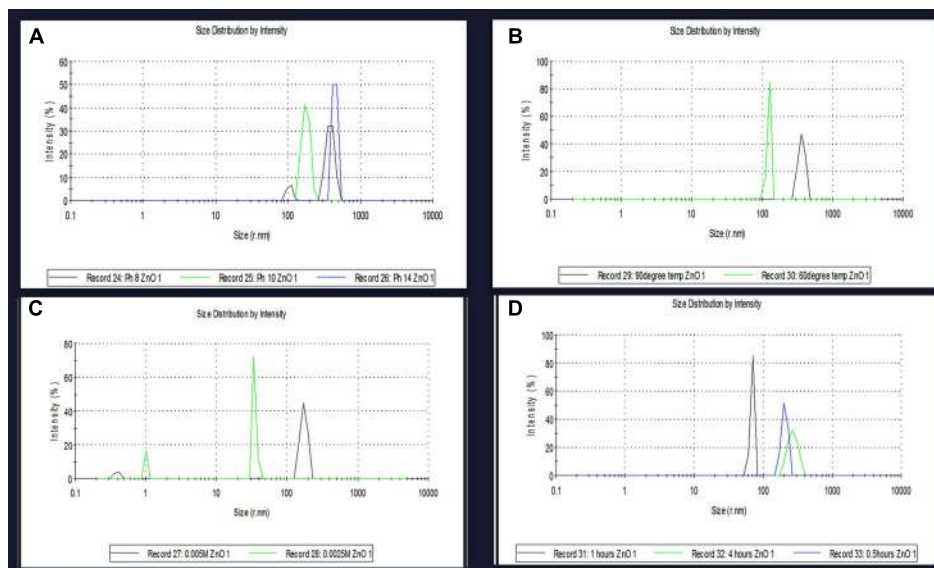 A
Size Distribution by Intensity
Intensity (%)
60
50
40
30
20
10
0
0.1 1 10 100 1000 10000
Size (r.nm)
Record 24: Ph 8 ZnO 1 Record 25: Ph 10 ZnO 1 Record 26: Ph 14 ZnO 1
B
Size Distribution by Intensity
Intensity (%)
100
80
60
40
20
0
0.1 1 10 100 1000 10000
Size (r.nm)
Record 29: 90degree temp ZnO 1 Record 30: 60degree temp ZnO 1
C
Size Distribution by Intensity
Intensity (%)
80
60
40
20
0
0.1 1 10 100 1000 10000
Size (r.nm)
Record 27: 0.005M ZnO 1 Record 28: 0.0025M ZnO 1
D
Size Distribution by Intensity
Intensity (%)
100
80
60
40
20
0
0.1 1 10 100 1000 10000
Size (r.nm)
Record 31: 1 hours ZnO 1 Record 32: 4 hours ZnO 1 Record 33: 0.5hours ZnO 1